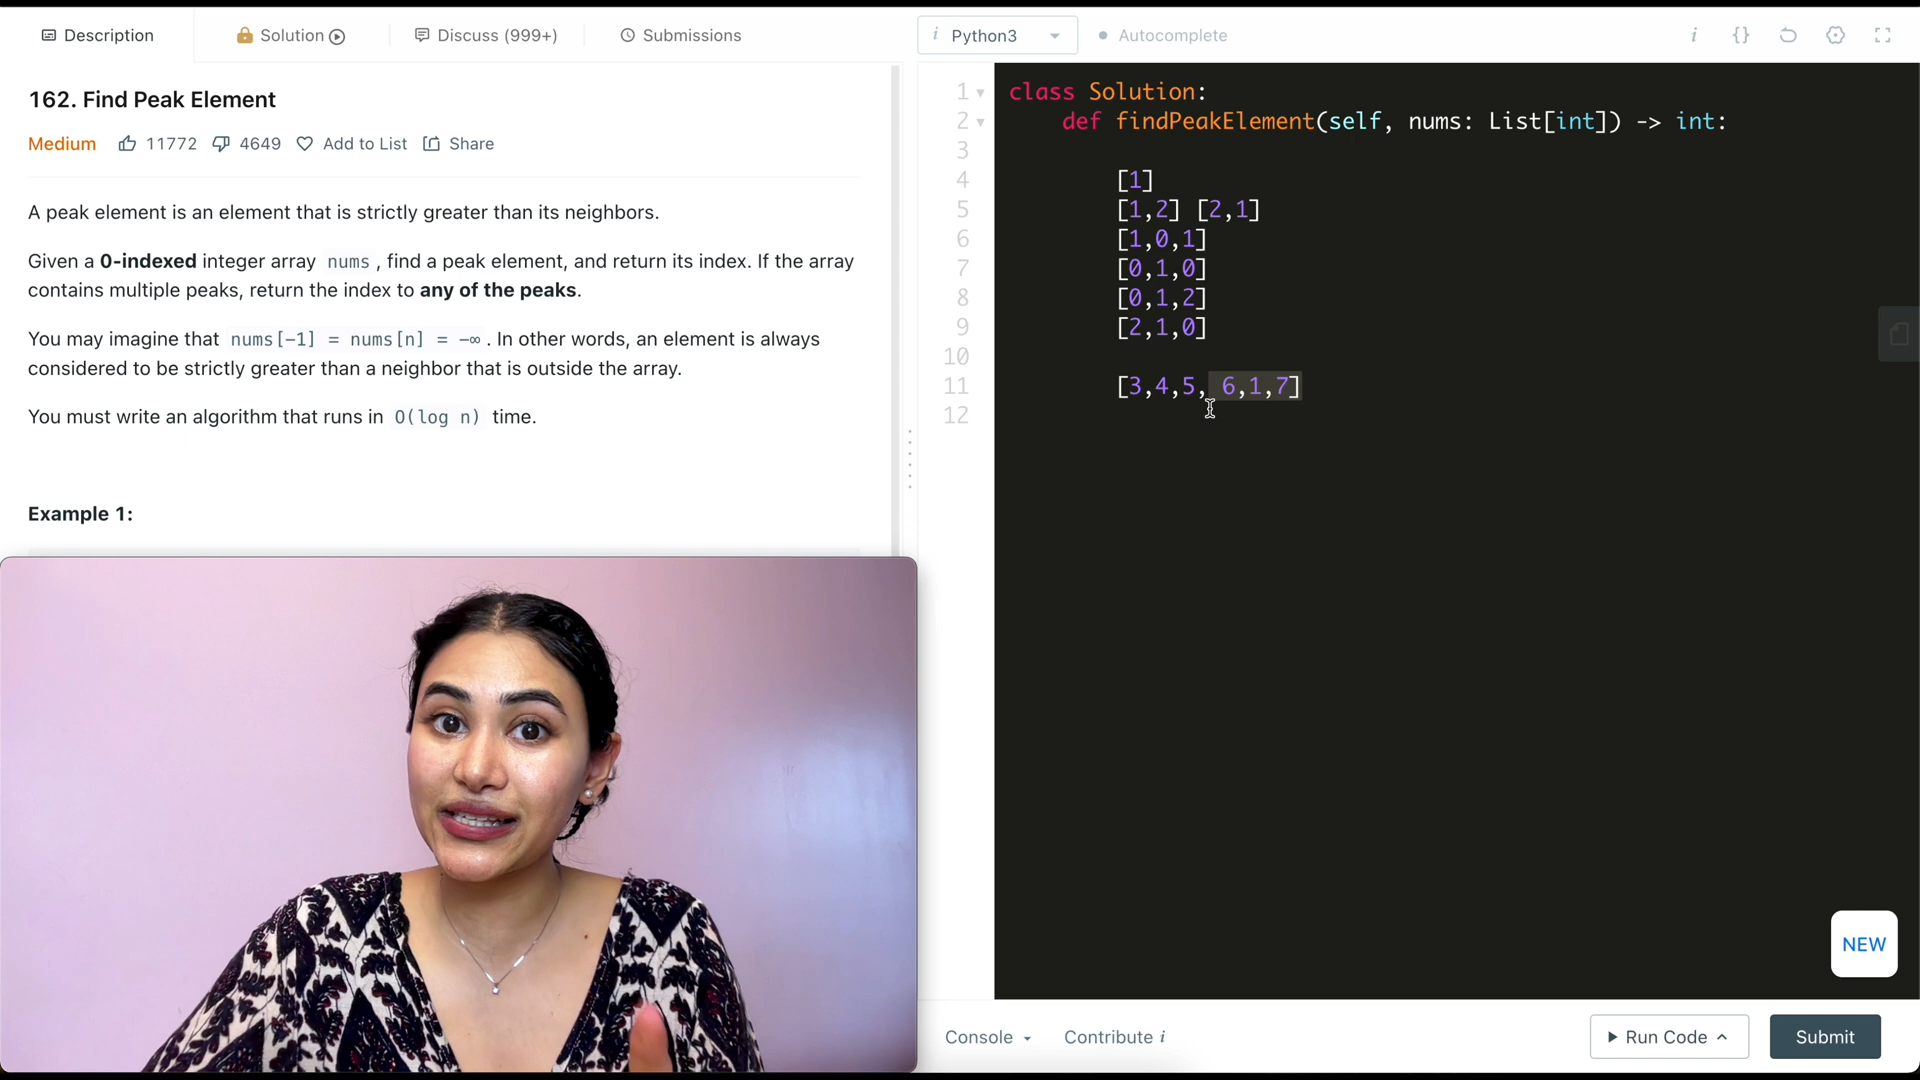 Description
Solution
Discuss (999+)
Submissions
i Python3
Autocomplete
i {}
162. Find Peak Element
Medium 11772 4649 Add to List Share
A peak element is an element that is strictly greater than its neighbors.
Given a 0-indexed integer array nums , find a peak element, and return its index. If the array
contains multiple peaks, return the index to any of the peaks.
You may imagine that nums[-1] = nums[n] = -∞ . In other words, an element is always
considered to be strictly greater than a neighbor that is outside the array.
You must write an algorithm that runs in O(log n) time.
Example 1:
1 class Solution:
2 def findPeakElement(self, nums: List[int]) -> int:
3
4 [1]
5 [1,2] [2,1]
6 [1,0,1]
7 [0,1,0]
8 [0,1,2]
9 [2,1,0]
10
11 [3,4,5, 6,1,7]
12
NEW
Console
Contribute i
Run Code
Submit